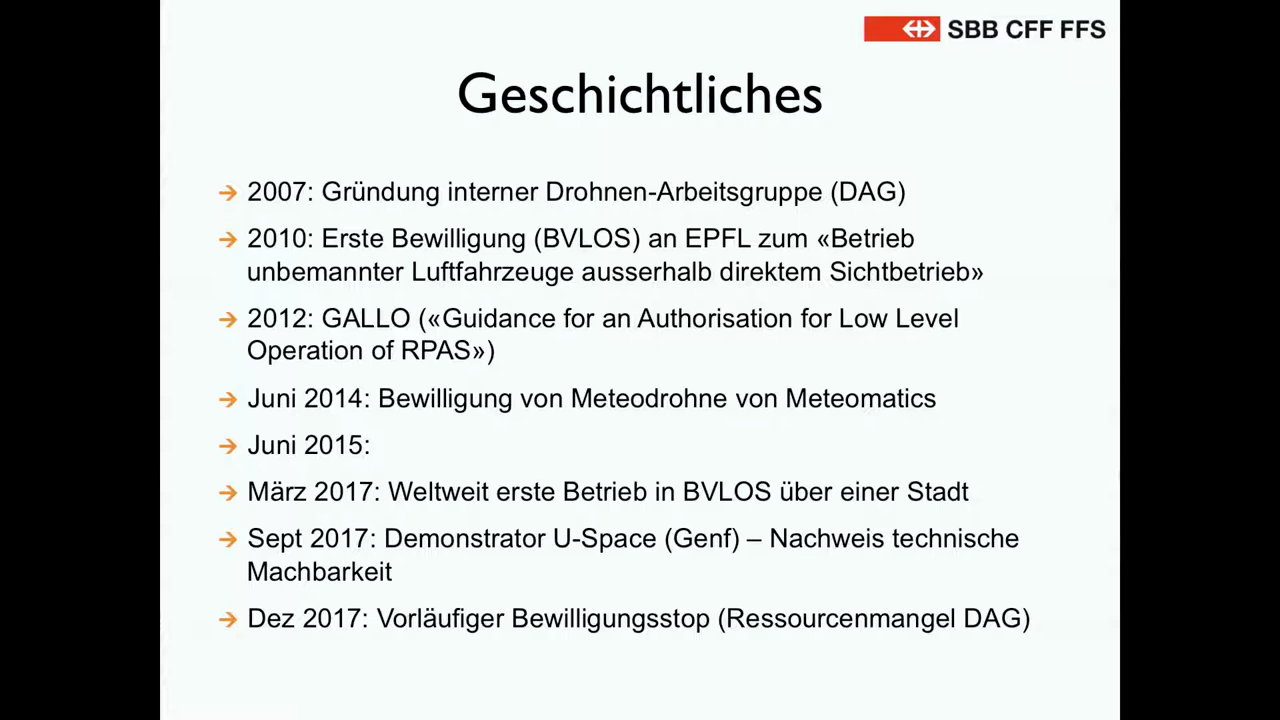 SBB CFF FFS
Geschichtliches
2007: Gründung interner Drohnen-Arbeitsgruppe (DAG)
2010: Erste Bewilligung (BVLOS) an EPFL zum «Betrieb
unbemannter Luftfahrzeuge ausserhalb direktem Sichtbetrieb»
2012: GALLO («Guidance for an Authorisation for Low Level
Operation of RPAS»)
Juni 2014: Bewilligung von Meteodrohne von Meteomatics
Juni 2015:
März 2017: Weltweit erste Betrieb in BVLOS über einer Stadt
Sept 2017: Demonstrator U-Space (Genf) – Nachweis technische
Machbarkeit
Dez 2017: Vorläufiger Bewilligungsstop (Ressourcenmangel DAG)